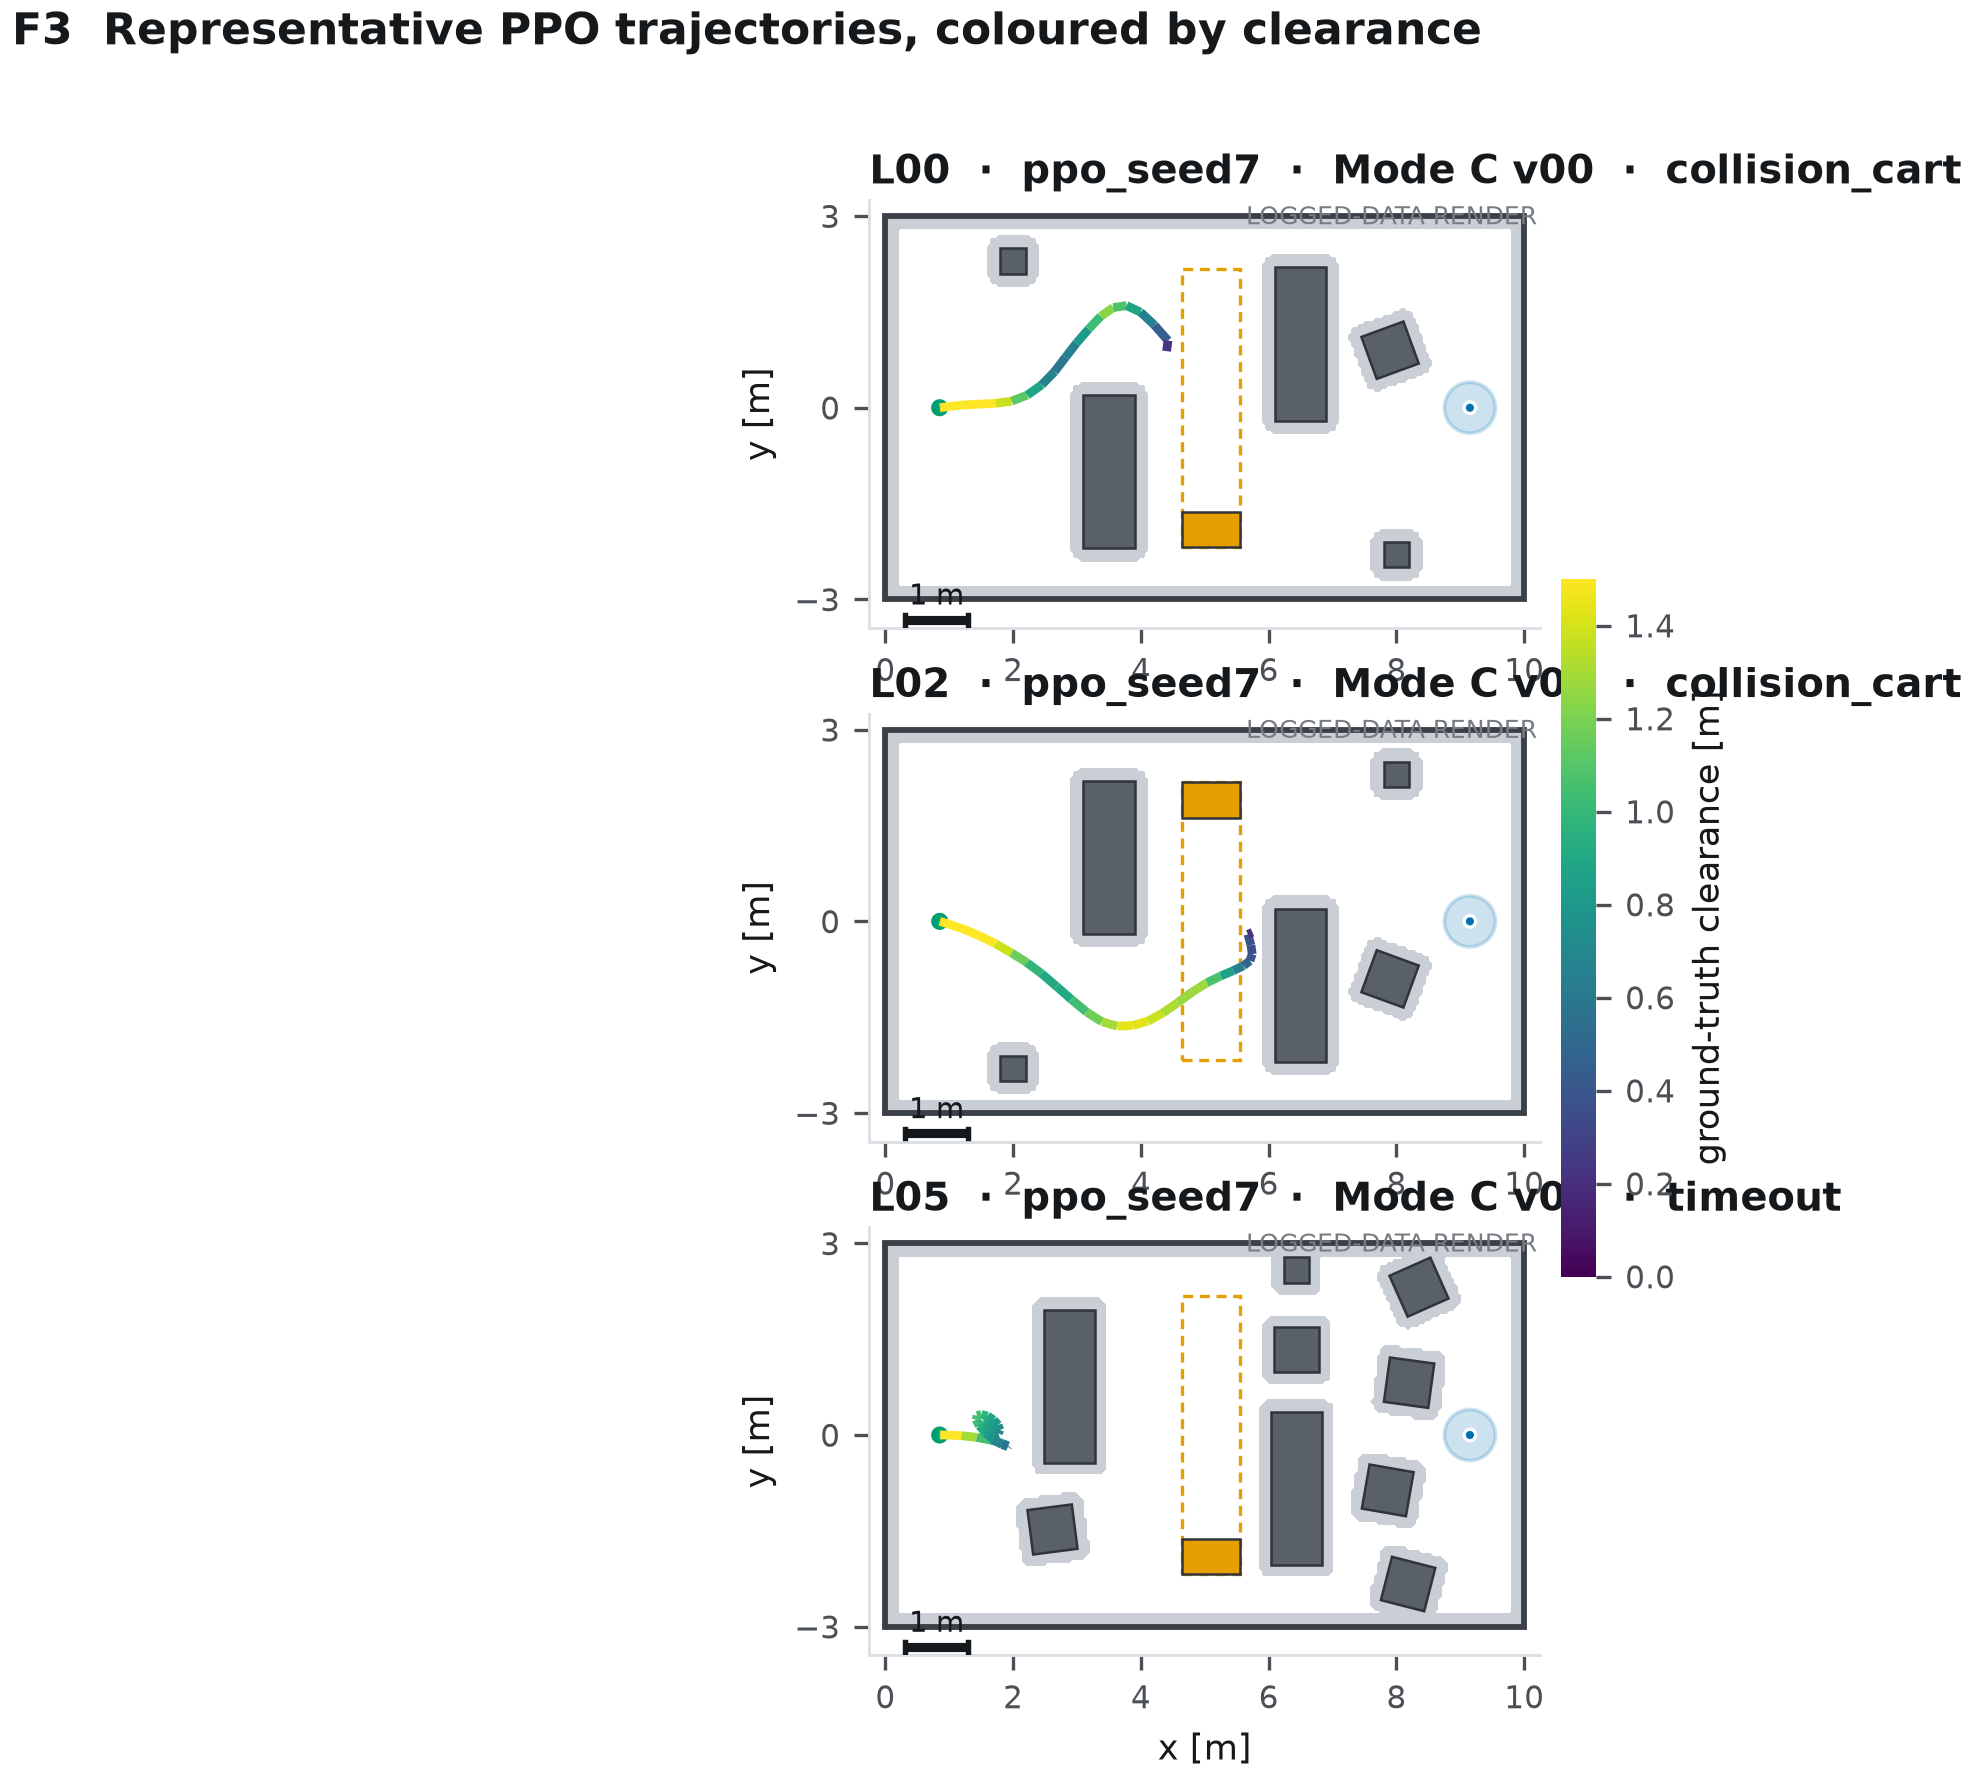 F3 Representative PPO trajectories, coloured by clearance
L00 · ppo_seed7 · Mode C v00 · collision_cart
LOGGED-DATA RENDER
3
0
−3
y [m]
1 m
0 2 4 6 8 10
L02 · ppo_seed7 · Mode C v0 · collision_cart
LOGGED-DATA RENDER
3
0
−3
y [m]
1 m
0 2 4 6 8 10
L05 · ppo_seed7 · Mode C v0 · timeout
LOGGED-DATA RENDER
3
0
−3
y [m]
1 m
0 2 4 6 8 10
x [m]
1.4
1.2
1.0
0.8
0.6
0.4
0.2
0.0
ground-truth clearance [m]